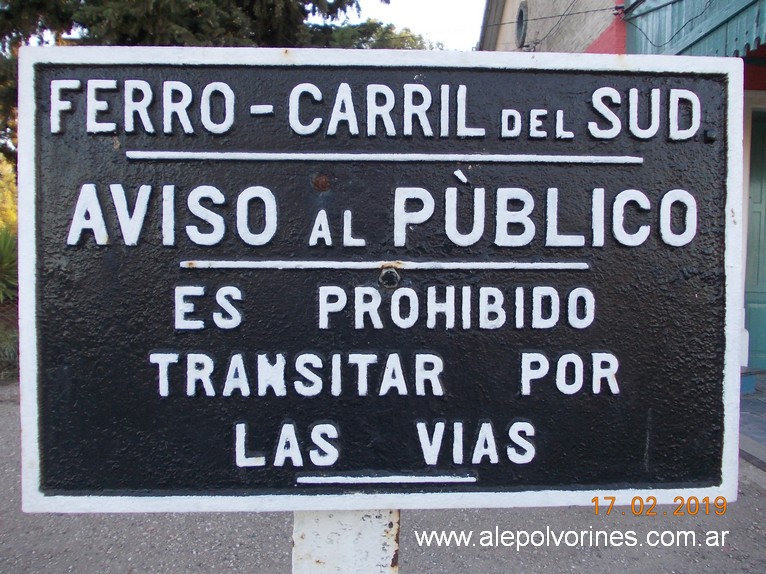 FERRO-CARRIL DEL SUD.
AVISO AL PÙBLICO
ES PROHIBIDO
TRANSITAR POR
LAS VIAS
17.02.2019
www.alepolvorines.com.ar